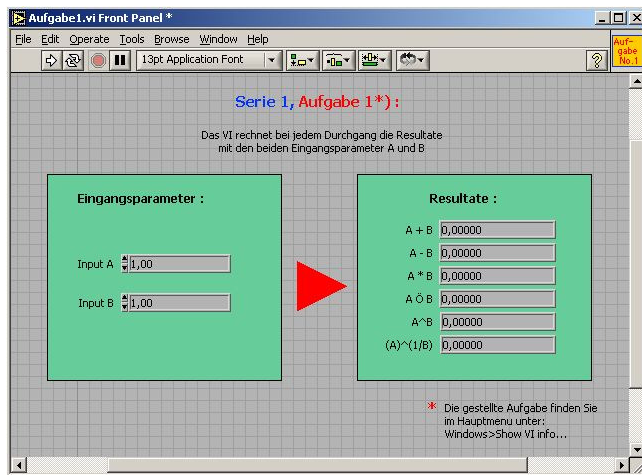 Aufgabe1.vi Front Panel *
File Edit Operate Tools Browse Window Help
13pt Application Font
Auf-
gabe
No.1
Serie 1, Aufgabe 1*) :
Das VI rechnet bei jedem Durchgang die Resultate
mit den beiden Eingangsparameter A und B
Eingangsparameter :
Input A 1,00
Input B 1,00
Resultate :
A + B 0,00000
A - B 0,00000
A * B 0,00000
A Ö B 0,00000
A^B 0,00000
(A)^(1/B) 0,00000
* Die gestellte Aufgabe finden Sie
im Hauptmenu unter:
Windows>Show VI info...